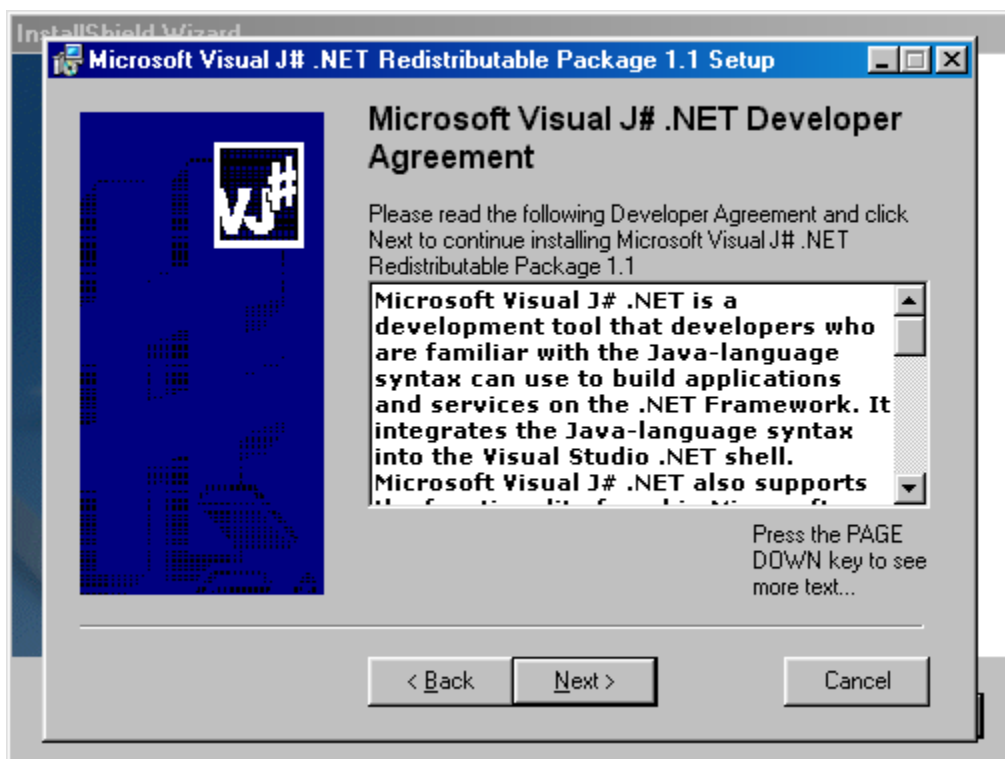 InstallShield Wizard
Microsoft Visual J# .NET Redistributable Package 1.1 Setup
VJ#
Microsoft Visual J# .NET Developer
Agreement
Please read the following Developer Agreement and click
Next to continue installing Microsoft Visual J# .NET
Redistributable Package 1.1
Microsoft Visual J# .NET is a
development tool that developers who
are familiar with the Java-language
syntax can use to build applications
and services on the .NET Framework. It
integrates the Java-language syntax
into the Visual Studio .NET shell.
Microsoft Visual J# .NET also supports
Press the PAGE
DOWN key to see
more text...
< Back
Next >
Cancel